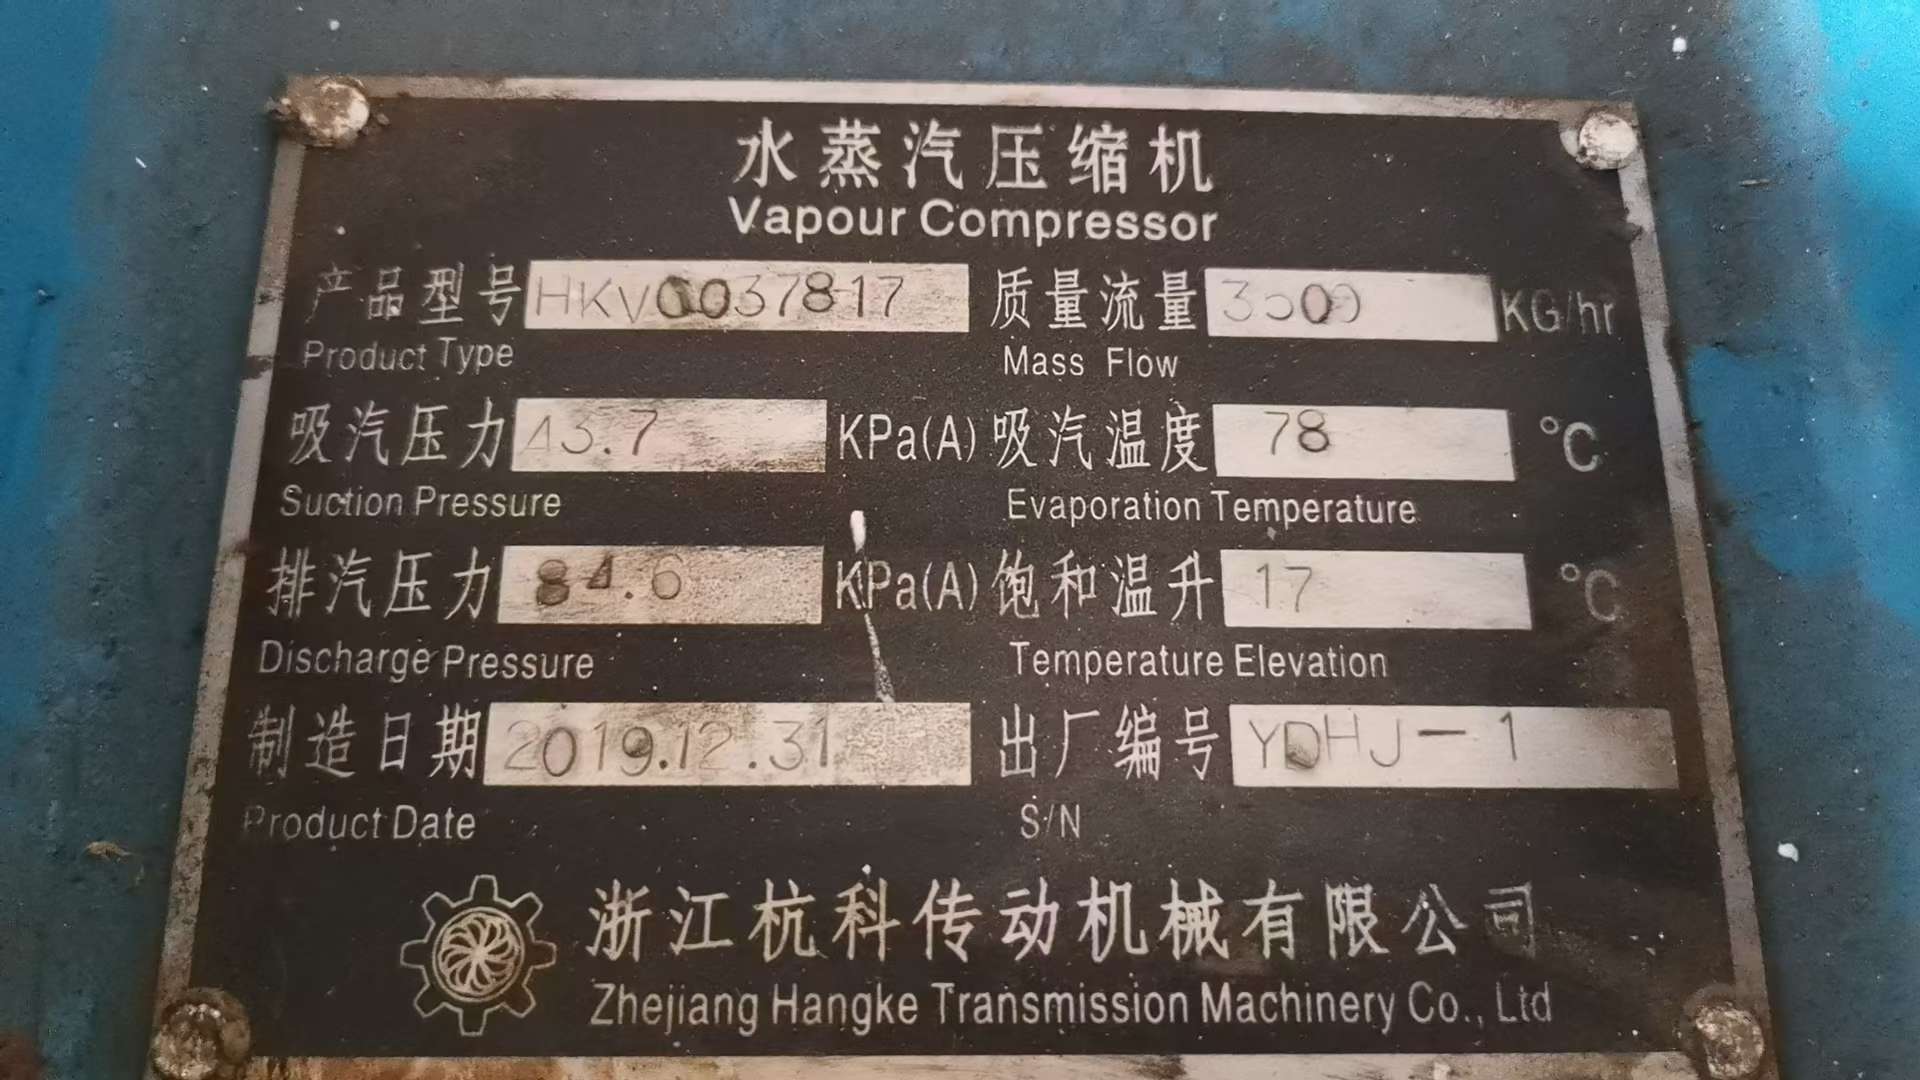 水蒸汽压缩机
Vapour Compressor
产品型号 HKV0037817 质量流量 3500 KG/hr
Product Type Mass Flow
吸汽压力 43.7 KPa(A) 吸汽温度 78 ℃
Suction Pressure Evaporation Temperature
排汽压力 84.6 KPa(A) 饱和温升 17 ℃
Discharge Pressure Temperature Elevation
制造日期 2019.12.31 出厂编号 YDHJ-1
Product Date S/N
浙江杭科传动机械有限公司
Zhejiang Hangke Transmission Machinery Co., Ltd